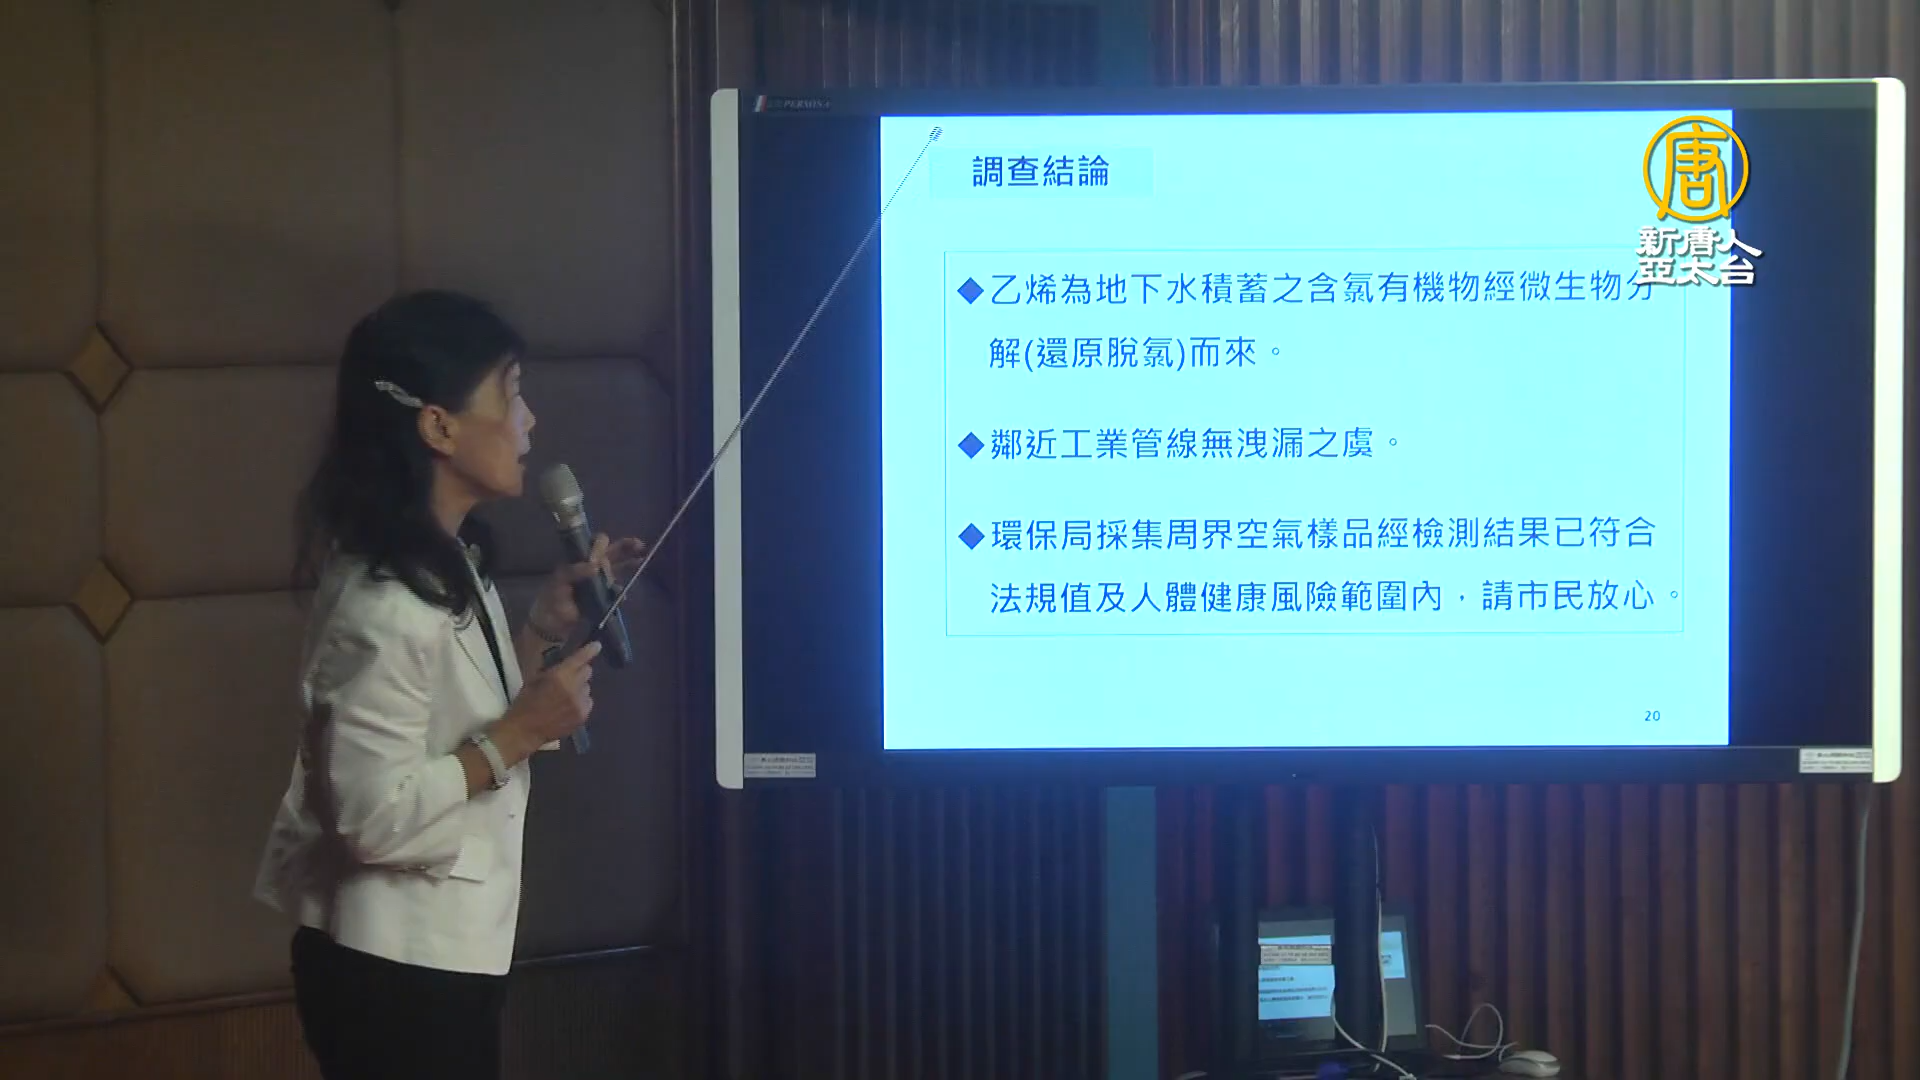 PERSONA
調查結論
唐
新唐人
亞太台
◆乙烯為地下水積蓄之含氯有機物經微生物分
解(還原脫氯)而來。
◆鄰近工業管線無洩漏之虞。
◆環保局採集周界空氣樣品經檢測結果已符合
法規值及人體健康風險範圍內，請市民放心。
20